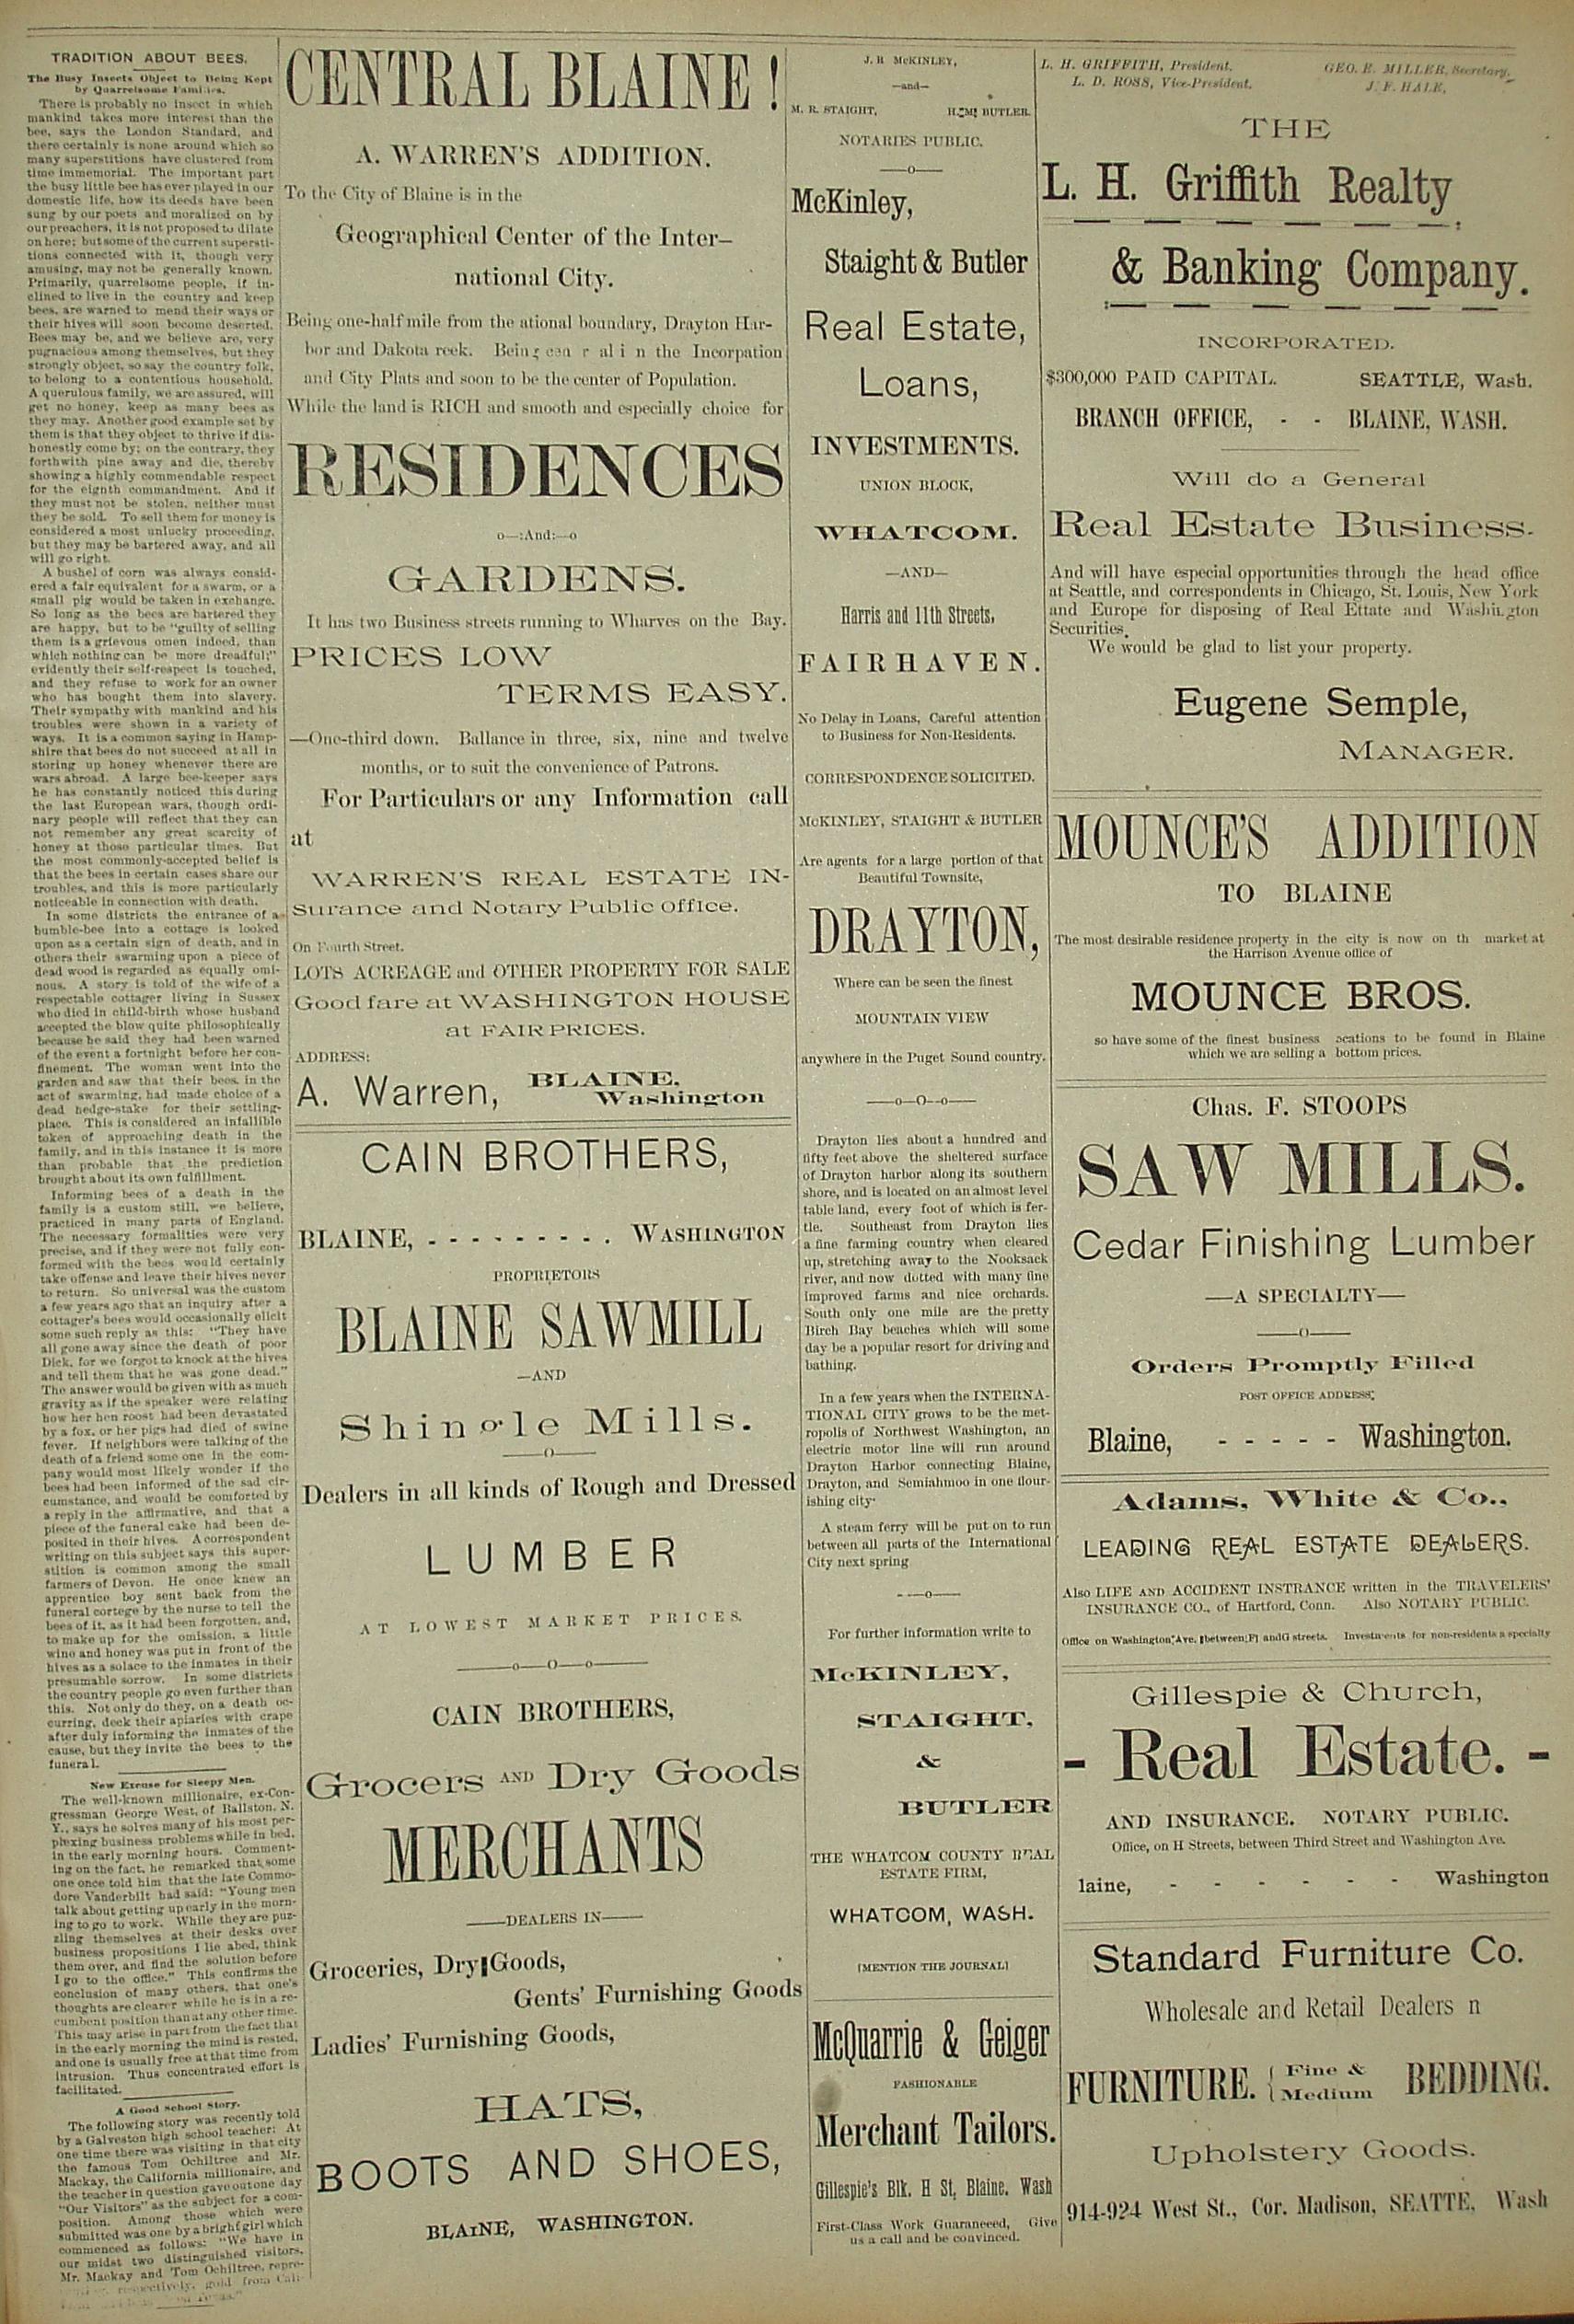 TRADITION ABOUT BEES.
The Busy Insects Object to Being Kept
by Quarrelsome Families.
There is probably no insect in which
mankind takes more interest than the
bee, says the London Standard, and
there certainly is none around which so
many superstitions have clustered from
time immemorial. The important part
the busy little bee has ever played in our
domestic life, how its deeds have been
sung by our poets and moralized on by
our preachers, it is not proposed to dilate
on here; but some of the current supersti-
tions connected with it, though very
amusing, may not be generally known.
Primarily, quarrelsome people, if in-
clined to live in the country and keep
bees, are warned to mend their ways or
their hives will soon become deserted.
Bees may be, and we believe are, very
pugnacious among themselves, but they
strongly object, so say the country folk,
to belong to a contentious household.
A querulous family, we are assured, will
get no honey, keep as many bees as
they may. Another good example set by
them is that they object to thrive if dis-
honestly come by; on the contrary, they
forthwith pine away and die, thereby
showing a highly commendable respect
for the eighth commandment. And if
they must not be stolen, neither must
they be sold. To sell them for money is
considered a most unlucky proceeding,
but they may be bartered away, and all
will go right.
A bushel of corn was always consid-
ered a fair equivalent for a swarm, or a
small pig would be taken in exchange.
So long as the bees are bartered they
are happy, but to be "guilty of selling
them is a grievous omen indeed, than
which nothing can be more dreadful;"
evidently their self-respect is touched,
and they refuse to work for an owner
who has bought them into slavery.
Their sympathy with mankind and his
troubles were shown in a variety of
ways. It is a common saying in Hamp-
shire that bees do not succeed at all in
storing up honey whenever there are
wars abroad. A large bee-keeper says
he has constantly noticed this during
the last European wars, though ordi-
nary people will reflect that they can
not remember any great scarcity of
honey at those particular times. But
the most commonly-accepted belief is
that the bees in certain cases share our
troubles, and this is more particularly
noticeable in connection with death.
In some districts the entrance of a
bumble-bee into a cottage is looked
upon as a certain sign of death, and in
others their swarming upon a piece of
dead wood is regarded as equally omi-
nous. A story is told of the wife of a
respectable cottager living in Sussex
who died in child-birth whose husband
accepted the blow quite philosophically
because he said they had been warned
of the event a fortnight before her con-
finement. The woman went into the
garden and saw that their bees, in the
act of swarming, had made choice of a
dead hedge-stake for their settling-
place. This is considered an infallible
token of approaching death in the
family, and in this instance it is more
than probable that the prediction
brought about its own fulfillment.
Informing bees of a death in the
family is a custom still, we believe,
practiced in many parts of England.
The necessary formalities were very
precise, and if they were not fully con-
formed with the bees would certainly
take offense and leave their hives never
to return. So universal was the custom
a few years ago that an inquiry after a
cottager's bees would occasionally elicit
some such reply as this: "They have
all gone away since the death of poor
Dick, for we forgot to knock at the hives
and tell them that he was gone dead."
The answer would be given with as much
gravity as if the speaker were relating
how her hen roost had been devastated
by a fox, or her pigs had died of swine
fever. If neighbors were talking of the
death of a friend some one in the com-
pany would most likely wonder if the
bees had been informed of the sad cir-
cumstance, and would be comforted by
a reply in the affirmative, and that a
piece of the funeral cake had been de-
posited in their hives. A correspondent
writing on this subject says this super-
stition is common among the small
farmers of Devon. He once knew an
apprentice boy sent back from the
funeral cortege by the nurse to tell the
bees of it, as it had been forgotten, and,
to make up for the omission, a little
wine and honey was put in front of the
hives as a solace to the inmates in their
presumable sorrow. In some districts
the country people go even further than
this. Not only do they, on a death oc-
curring, deck their apiaries with crape
after duly informing the inmates of the
cause, but they invite the bees to the
funeral.
New Excuse for Sleepy Men.
The well-known millionaire, ex-Con-
gressman George West, of Ballston, N.
Y., says he solves many of his most per-
plexing business problems while in bed,
in the early morning hours. Comment-
ing on the fact, he remarked that some
one once told him that the late Commo-
dore Vanderbilt had said: "Young men
talk about getting up early in the morn-
ing to go to work. While they are puz-
zling themselves at their desks over
business propositions I lie abed, think
them over, and find the solution before
I go to the office." This confirms the
conclusion of many others, that one's
thoughts are clearer while he is in a re-
cumbent position than at any other time.
This may arise in part from the fact that
in the early morning the mind is rested,
and one is usually free at that time from
intrusion. Thus concentrated effort is
facilitated.
A Good School Story.
The following story was recently told
by a Galveston high school teacher: At
one time there was visiting in that city
the famous Tom Ochiltree and Mr.
Mackay, the California millionaire, and
the teacher in question gave out one day
"Our Visitors" as the subject for a com-
position. Among those which were
submitted was one by a bright girl which
commenced as follows: "We have in
our midst two distinguished visitors,
Mr. Mackay and Tom Ochiltree, repre-
respectively, gold from Cali-
CENTRAL BLAINE!
A. WARREN'S ADDITION.
To the City of Blaine is in the
Geographical Center of the Inter-
national City.
Being one-half mile from the ational boundary, Drayton Har-
bor and Dakota reek. Being cen r al i n the Incorpation
and City Plats and soon to be the center of Population.
While the land is RICH and smooth and especially choice for
RESIDENCES
o—:And:—o
GARDENS.
It has two Business streets running to Wharves on the Bay.
PRICES LOW
TERMS EASY.
—One-third down. Ballance in three, six, nine and twelve
months, or to suit the convenience of Patrons.
For Particulars or any Information call
at
WARREN'S REAL ESTATE IN-
surance and Notary Public office.
On Fourth Street.
LOTS ACREAGE and OTHER PROPERTY FOR SALE
Good fare at WASHINGTON HOUSE
at FAIR PRICES.
ADDRESS:
A. Warren, BLAINE,
Washington
CAIN BROTHERS,
BLAINE, - - - - - - - - - . WASHINGTON
PROPRIETORS
BLAINE SAWMILL
—AND
Shingle Mills.
—o—
Dealers in all kinds of Rough and Dressed
LUMBER
AT LOWEST MARKET PRICES.
—o—O—o—
CAIN BROTHERS,
Grocers AND Dry Goods
MERCHANTS
—DEALERS IN—
Groceries, Dry Goods,
Gents' Furnishing Goods
Ladies' Furnishing Goods,
HATS,
BOOTS AND SHOES,
BLAINE, WASHINGTON.
J. B McKINLEY,
—and—
M. R. STAIGHT, H. M. BUTLER.
NOTARIES PUBLIC.
—o—
McKinley,
Staight & Butler
Real Estate,
Loans,
INVESTMENTS.
UNION BLOCK,
WHATCOM.
—AND—
Harris and 11th Streets,
FAIRHAVEN.
No Delay in Loans, Careful attention
to Business for Non-Residents.
CORRESPONDENCE SOLICITED.
McKINLEY, STAIGHT & BUTLER
Are agents for a large portion of that
Beautiful Townsite,
DRAYTON,
Where can be seen the finest
MOUNTAIN VIEW
anywhere in the Puget Sound country.
—o—O—o—
Drayton lies about a hundred and
fifty feet above the sheltered surface
of Drayton harbor along its southern
shore, and is located on an almost level
table land, every foot of which is fer-
tle. Southeast from Drayton lies
a fine farming country when cleared
up, stretching away to the Nooksack
river, and now dotted with many fine
improved farms and nice orchards.
South only one mile are the pretty
Birch Bay beaches which will some
day be a popular resort for driving and
bathing.
In a few years when the INTERNA-
TIONAL CITY grows to be the met-
ropolis of Northwest Washington, an
electric motor line will run around
Drayton Harbor connecting Blaine,
Drayton, and Semiahmoo in one flour-
ishing city·
A steam ferry will be put on to run
between all parts of the International
City next spring
—o—
For further information write to
McKINLEY,
STAIGHT,
&
BUTLER
THE WHATCOM COUNTY REAL
ESTATE FIRM,
WHATCOM, WASH.
[MENTION THE JOURNAL]
McQuarrie & Geiger
FASHIONABLE
Merchant Tailors.
Gillespie's Blk. H St, Blaine, Wash
First-Class Work Guaraneeed, Give
us a call and be convinced.
L. H. GRIFFITH, President. GEO. E. MILLER, Secretary,
L. D. ROSS, Vice-President. J. F. HALE,
THE
L. H. Griffith Realty
& Banking Company.
INCORPORATED.
$300,000 PAID CAPITAL. SEATTLE, Wash.
BRANCH OFFICE, - - BLAINE, WASH.
Will do a General
Real Estate Business.
And will have especial opportunities through the head office
at Seattle, and correspondents in Chicago, St. Louis, New York
and Europe for disposing of Real Ettate and Washington
Securities.
We would be glad to list your property.
Eugene Semple,
MANAGER.
MOUNCE'S ADDITION
TO BLAINE
The most desirable residence property in the city is now on th market at
the Harrison Avenue office of
MOUNCE BROS.
so have some of the finest business ocations to be found in Blaine
which we are selling a bottom prices.
Chas. F. STOOPS
SAW MILLS.
Cedar Finishing Lumber
—A SPECIALTY—
—o—
Orders Promptly Filled
POST OFFICE ADDRESS;
Blaine, - - - - - Washington.
Adams, White & Co.,
LEADING REAL ESTATE DEALERS.
Also LIFE AND ACCIDENT INSTRANCE written in the TRAVELERS'
INSURANCE CO., of Hartford, Conn. Also NOTARY PUBLIC.
Office on Washington Ave. between F and G streets. Investments for non-residents a specialty
Gillespie & Church,
- Real Estate. -
AND INSURANCE. NOTARY PUBLIC.
Office, on H Streets, between Third Street and Washington Ave.
laine, - - - - - - Washington
Standard Furniture Co.
Wholesale and Retail Dealers n
FURNITURE. { Fine & Medium BEDDING.
Upholstery Goods.
914-924 West St., Cor. Madison, SEATTE, Wash